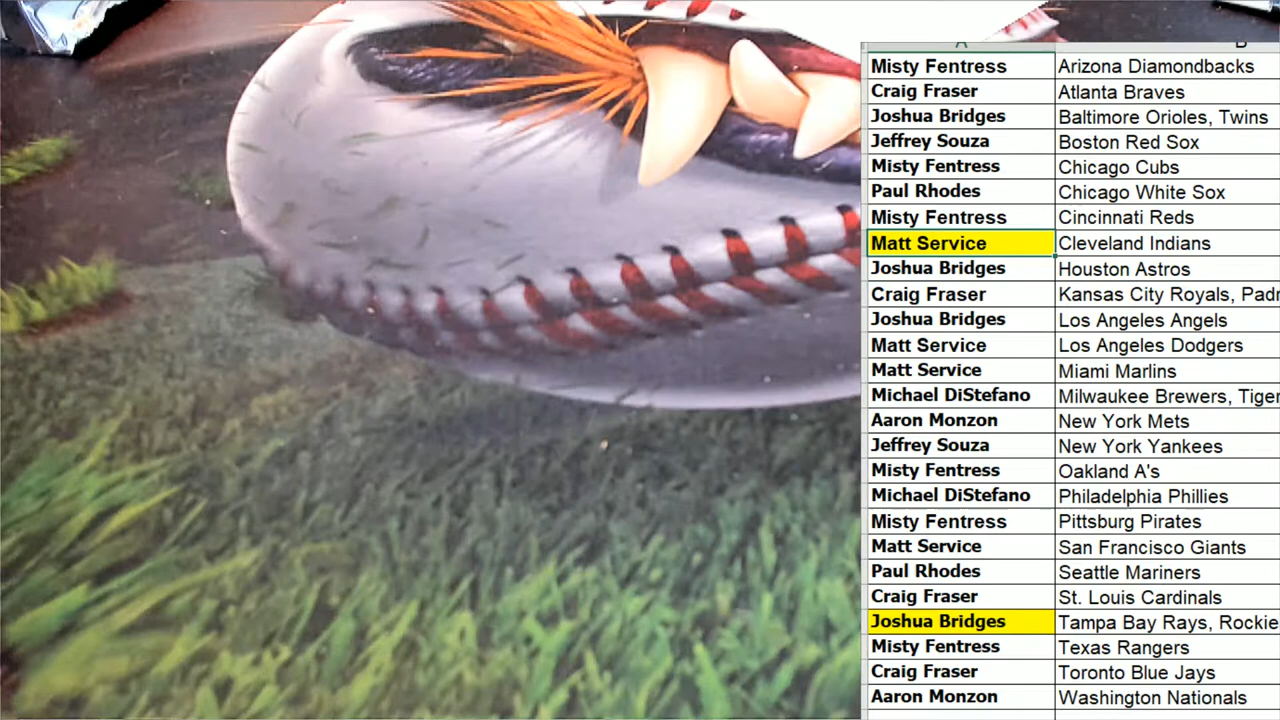 A B
Misty Fentress Arizona Diamondbacks
Craig Fraser Atlanta Braves
Joshua Bridges Baltimore Orioles, Twins
Jeffrey Souza Boston Red Sox
Misty Fentress Chicago Cubs
Paul Rhodes Chicago White Sox
Misty Fentress Cincinnati Reds
Matt Service Cleveland Indians
Joshua Bridges Houston Astros
Craig Fraser Kansas City Royals, Padr
Joshua Bridges Los Angeles Angels
Matt Service Los Angeles Dodgers
Matt Service Miami Marlins
Michael DiStefano Milwaukee Brewers, Tiger
Aaron Monzon New York Mets
Jeffrey Souza New York Yankees
Misty Fentress Oakland A's
Michael DiStefano Philadelphia Phillies
Misty Fentress Pittsburg Pirates
Matt Service San Francisco Giants
Paul Rhodes Seattle Mariners
Craig Fraser St. Louis Cardinals
Joshua Bridges Tampa Bay Rays, Rockie
Misty Fentress Texas Rangers
Craig Fraser Toronto Blue Jays
Aaron Monzon Washington Nationals